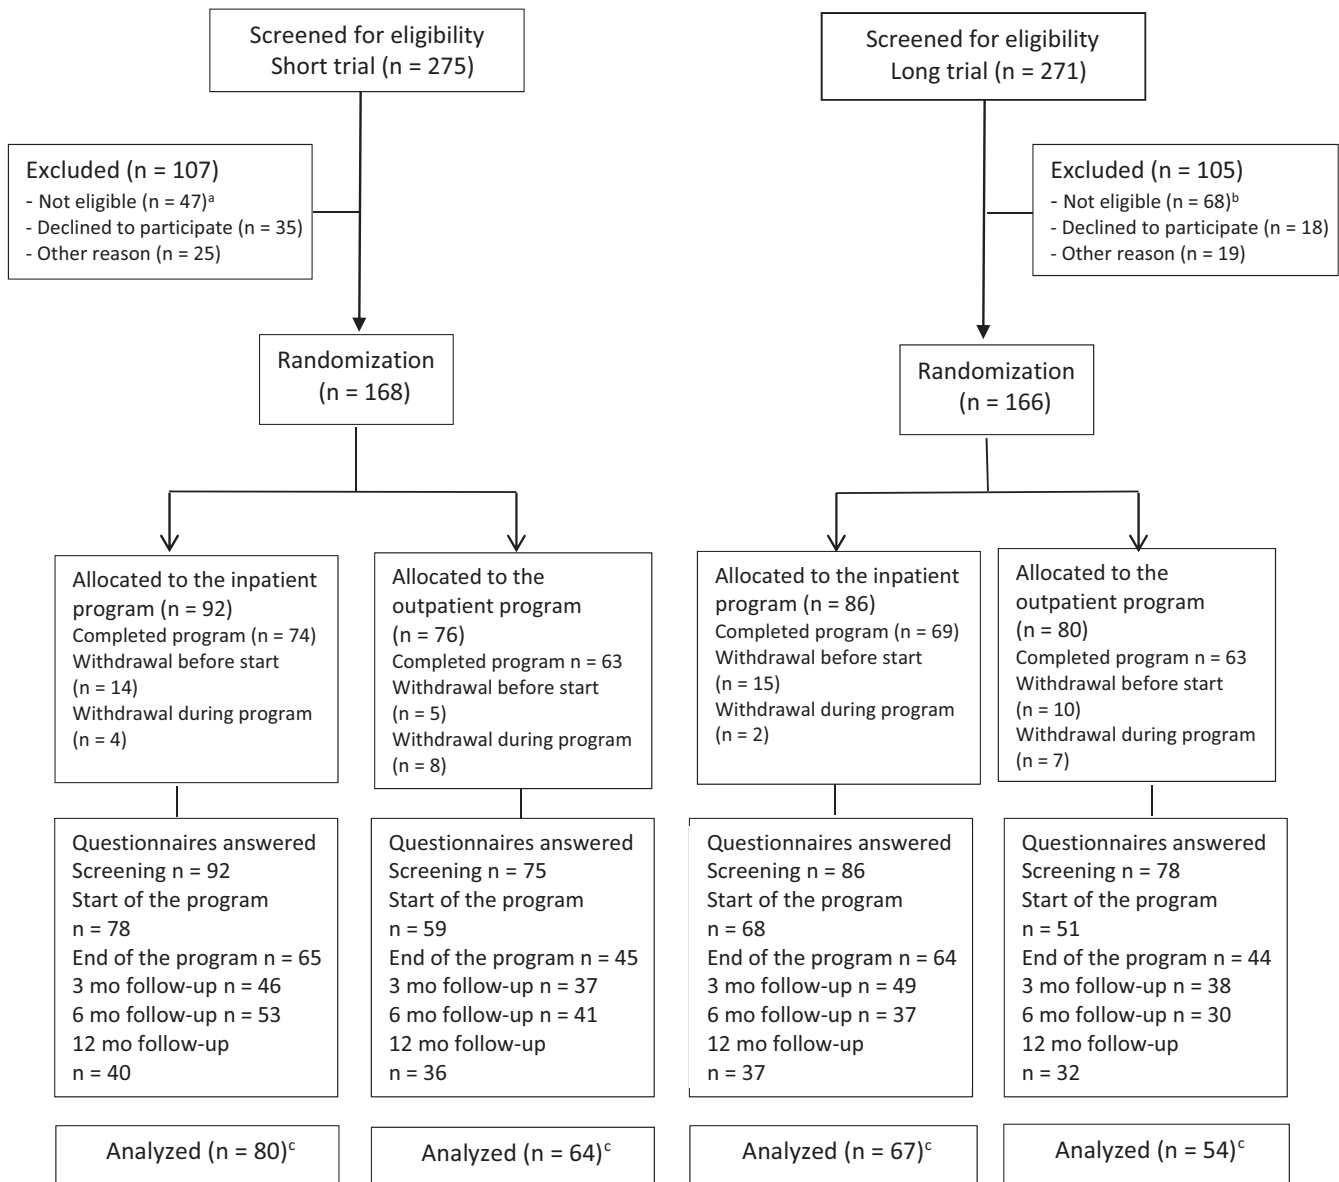 Screened for eligibility
Short trial (n = 275)
Screened for eligibility
Long trial (n = 271)
Excluded (n = 107)
- Not eligible (n = 47)a
- Declined to participate (n = 35)
- Other reason (n = 25)
Excluded (n = 105)
- Not eligible (n = 68)b
- Declined to participate (n = 18)
- Other reason (n = 19)
Randomization
(n = 168)
Randomization
(n = 166)
Allocated to the inpatient
program (n = 92)
Completed program (n = 74)
Withdrawal before start
(n = 14)
Withdrawal during program
(n = 4)
Allocated to the
outpatient program
(n = 76)
Completed program n = 63
Withdrawal before start
(n = 5)
Withdrawal during program
(n = 8)
Allocated to the inpatient
program (n = 86)
Completed program (n = 69)
Withdrawal before start
(n = 15)
Withdrawal during program
(n = 2)
Allocated to the
outpatient program
(n = 80)
Completed program n = 63
Withdrawal before start
(n = 10)
Withdrawal during program
(n = 7)
Questionnaires answered
Screening n = 92
Start of the program
n = 78
End of the program n = 65
3 mo follow-up n = 46
6 mo follow-up n = 53
12 mo follow-up
n = 40
Questionnaires answered
Screening n = 75
Start of the program
n = 59
End of the program n = 45
3 mo follow-up n = 37
6 mo follow-up n = 41
12 mo follow-up
n = 36
Questionnaires answered
Screening n = 86
Start of the program
n = 68
End of the program n = 64
3 mo follow-up n = 49
6 mo follow-up n = 37
12 mo follow-up
n = 37
Questionnaires answered
Screening n = 78
Start of the program
n = 51
End of the program n = 44
3 mo follow-up n = 38
6 mo follow-up n = 30
12 mo follow-up
n = 32
Analyzed (n = 80)c
Analyzed (n = 64)c
Analyzed (n = 67)c
Analyzed (n = 54)c